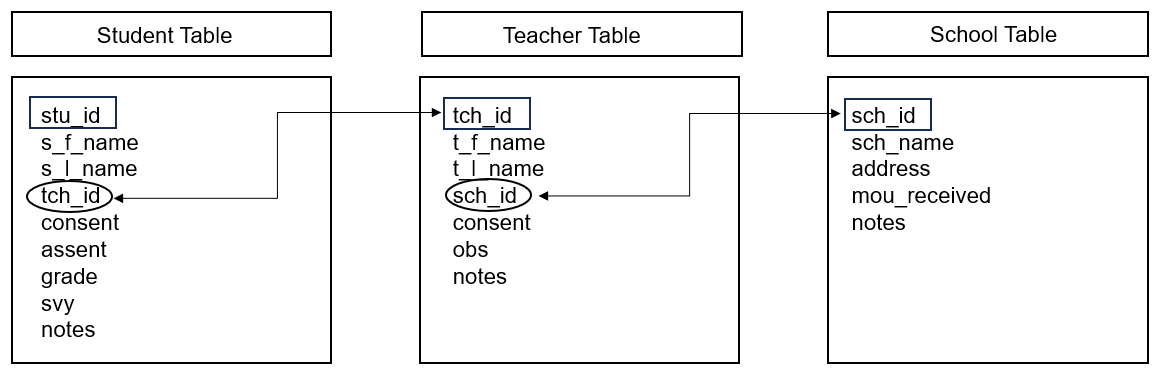 Student Table
stu_id
s_f_name
s_l_name
tch_id
consent
assent
grade
svy
notes
Teacher Table
tch_id
t_f_name
t_l_name
sch_id
consent
obs
notes
School Table
sch_id
sch_name
address
mou_received
notes